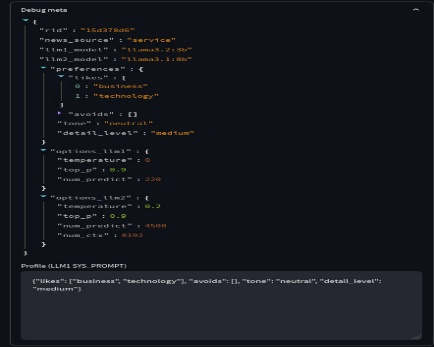 Debug meta
{
"rid" : "15d378d6"
"news_source" : "service"
"llm1_model" : "llama3.2:3b"
"llm2_model" : "llama3.1:8b"
"preferences" : {
"likes" : [
0 : "business"
1 : "technology"
]
"avoids" : []
"tone" : "neutral"
"detail_level" : "medium"
}
"options_llm1" : {
"temperature" : 0
"top_p" : 0.9
"num_predict" : 220
}
"options_llm2" : {
"temperature" : 0.2
"top_p" : 0.9
"num_predict" : 4500
"num_ctx" : 8192
}
}
Profile (LLM1 SYS_PROMPT)
{"likes": ["business", "technology"], "avoids": [], "tone": "neutral", "detail_level":
"medium"}